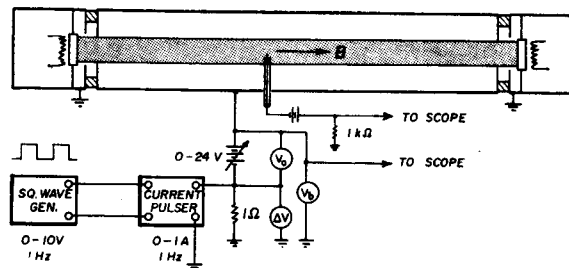 B
TO SCOPE
1 kΩ
TO SCOPE
0-24 V
Va
Vb
SQ. WAVE GEN.
CURRENT PULSER
1Ω
ΔV
0-10V
1 Hz
0-1A
1 Hz